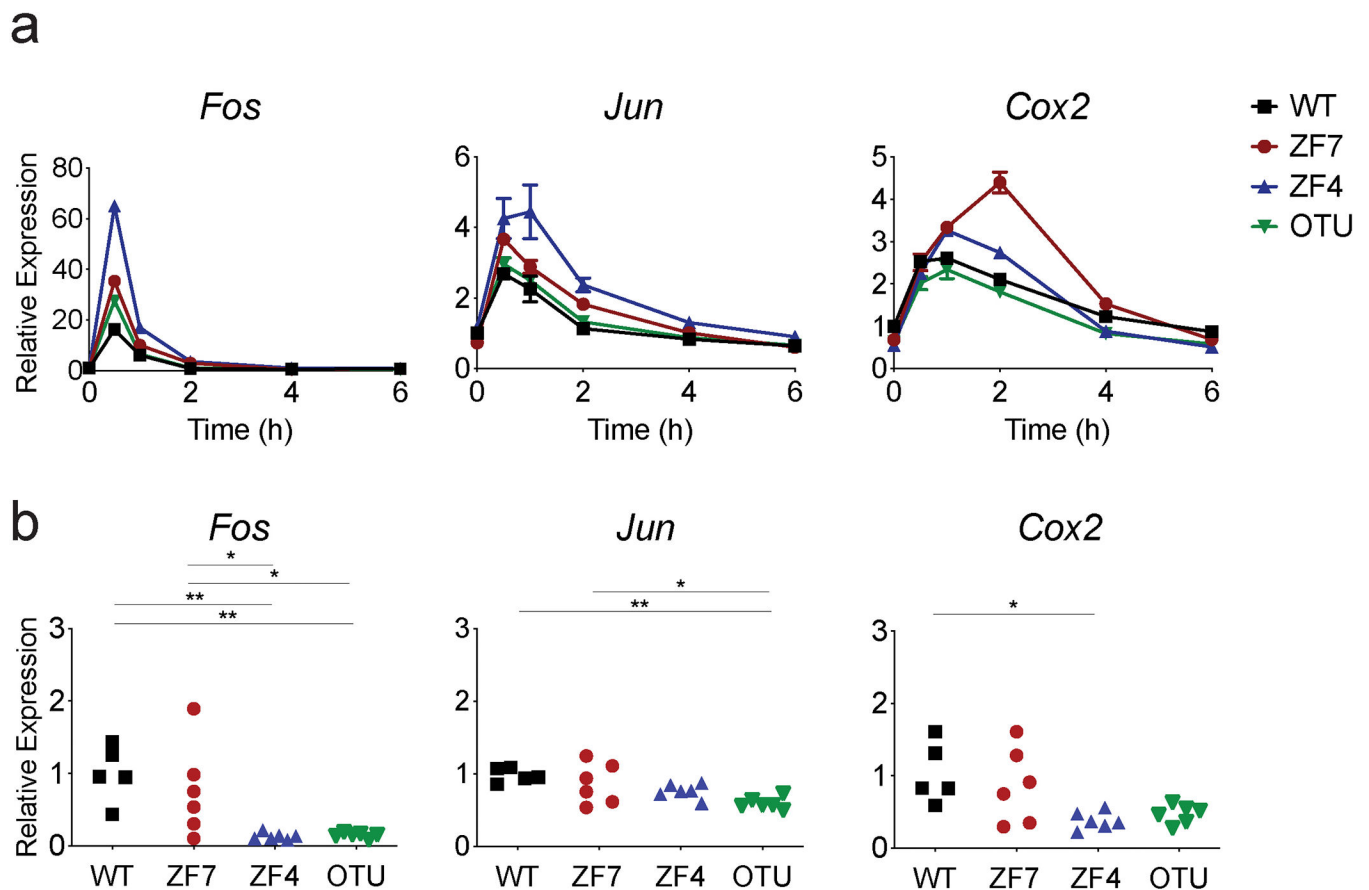 a
Fos
Jun
Cox2
WT
ZF7
ZF4
OTU
Relative Expression
80
60
40
20
0
0 2 4 6
Time (h)
6
4
2
0
0 2 4 6
Time (h)
5
4
3
2
1
0
0 2 4 6
Time (h)
b
Fos
Jun
Cox2
*
*
**
**
*
**
*
Relative Expression
3
2
1
0
WT ZF7 ZF4 OTU
3
2
1
0
WT ZF7 ZF4 OTU
3
2
1
0
WT ZF7 ZF4 OTU